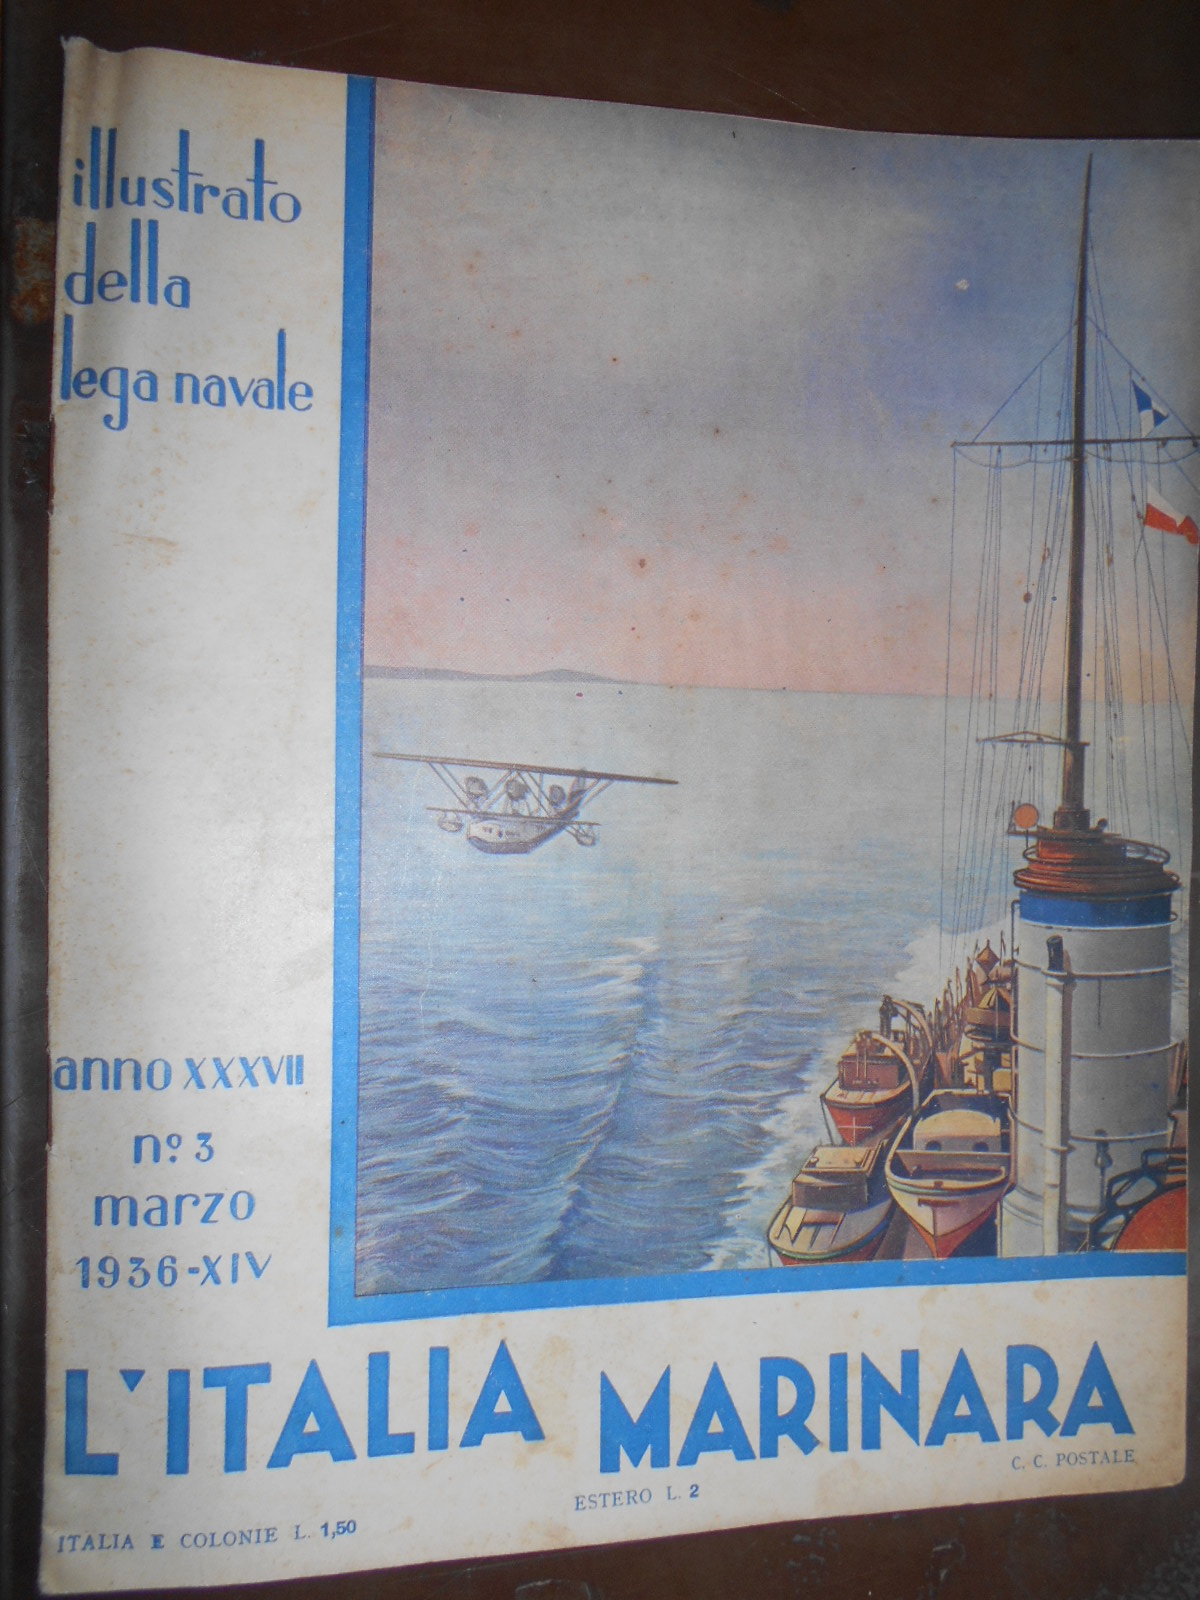 illustrato
della
lega navale
anno XXXVII
nº 3
marzo
1936-XIV
L'ITALIA MARINARA
C. C. POSTALE
ESTERO L. 2
ITALIA E COLONIE L. 1,50